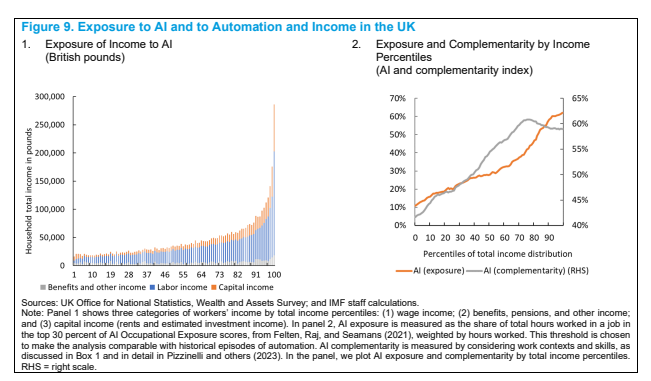 Figure 9. Exposure to AI and to Automation and Income in the UK
1. Exposure of Income to AI
(British pounds)
300,000
250,000
200,000
150,000
100,000
50,000
0
Household total income in pounds
1 10 19 28 37 46 55 64 73 82 91 100
Benefits and other income Labor income Capital income
2. Exposure and Complementarity by Income
Percentiles
(AI and complementarity index)
70%
60%
50%
40%
30%
20%
10%
0%
65%
60%
55%
50%
45%
40%
0 10 20 30 40 50 60 70 80 90
Percentiles of total income distribution
AI (exposure) AI (complementarity) (RHS)
Sources: UK Office for National Statistics, Wealth and Assets Survey; and IMF staff calculations.
Note: Panel 1 shows three categories of workers' income by total income percentiles: (1) wage income; (2) benefits, pensions, and other income;
and (3) capital income (rents and estimated investment income). In panel 2, AI exposure is measured as the share of total hours worked in a job in
the top 30 percent of AI Occupational Exposure scores, from Felten, Raj, and Seamans (2021), weighted by hours worked. This threshold is chosen
to make the analysis comparable with historical episodes of automation. AI complementarity is measured by considering work contexts and skills, as
discussed in Box 1 and in detail in Pizzinelli and others (2023). In the panel, we plot AI exposure and complementarity by total income percentiles.
RHS = right scale.